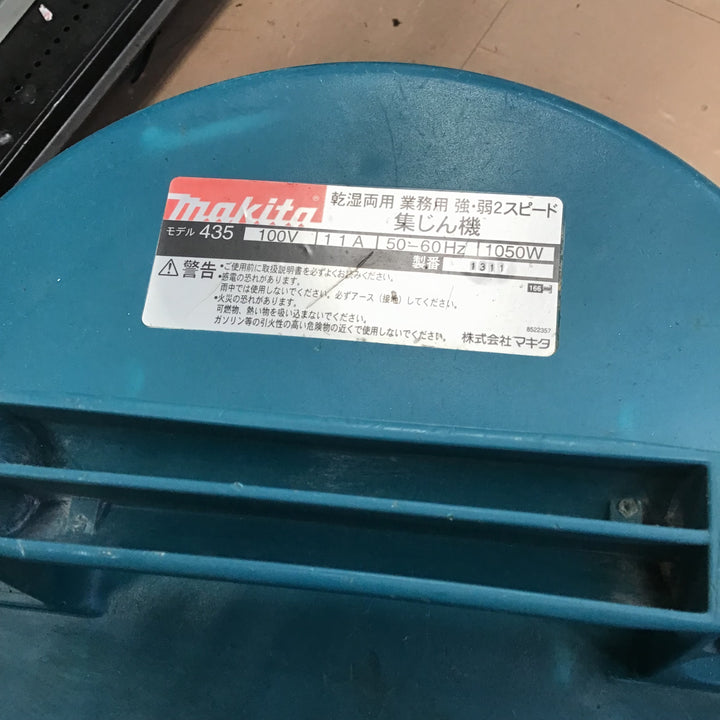 makita
乾湿両用 業務用 強・弱2スピード
集じん機
モデル 435 100V 11A 50-60Hz 1050W
製番 1311
⚠警告 ・ご使用前に取扱説明書を必ずよくお読みください。
・感電の恐れがあります。
雨中では使用しないでください。必ずアース（接地）してください。
・火災の恐れがあります。
可燃物、熱い物を吸い込まないでください。
ガソリン等の引火性の高い危険物の近くで使用しないでください。
166
8522357
株式会社マキタ